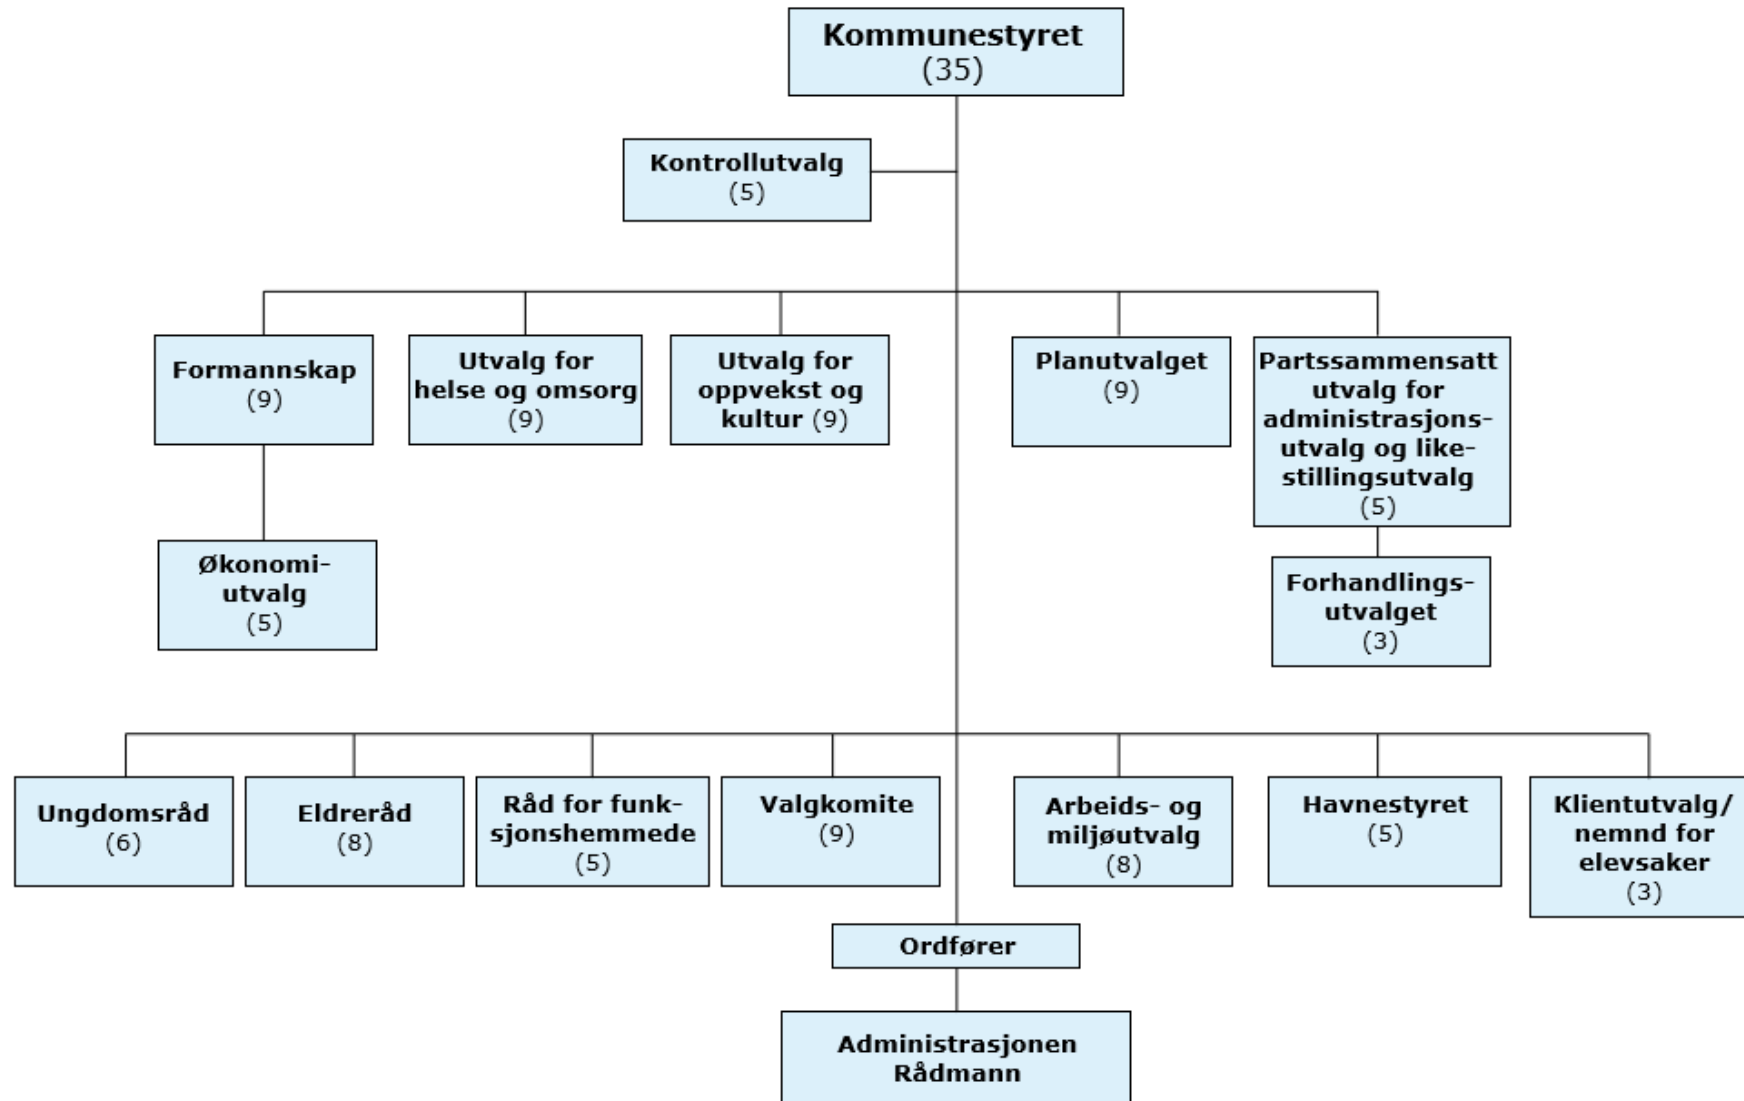 Kommunestyret
(35)
Kontrollutvalg
(5)
Formannskap
(9)
Utvalg for
helse og omsorg
(9)
Utvalg for
oppvekst og
kultur (9)
Planutvalget
(9)
Partssammensatt
utvalg for
administrasjons-
utvalg og like-
stillingsutvalg
(5)
Økonomi-
utvalg
(5)
Forhandlings-
utvalget
(3)
Ungdomsråd
(6)
Eldreråd
(8)
Råd for funk-
sjonshemmede
(5)
Valgkomite
(9)
Arbeids- og
miljøutvalg
(8)
Havnestyret
(5)
Klientutvalg/
nemnd for
elevsaker
(3)
Ordfører
Administrasjonen
Rådmann